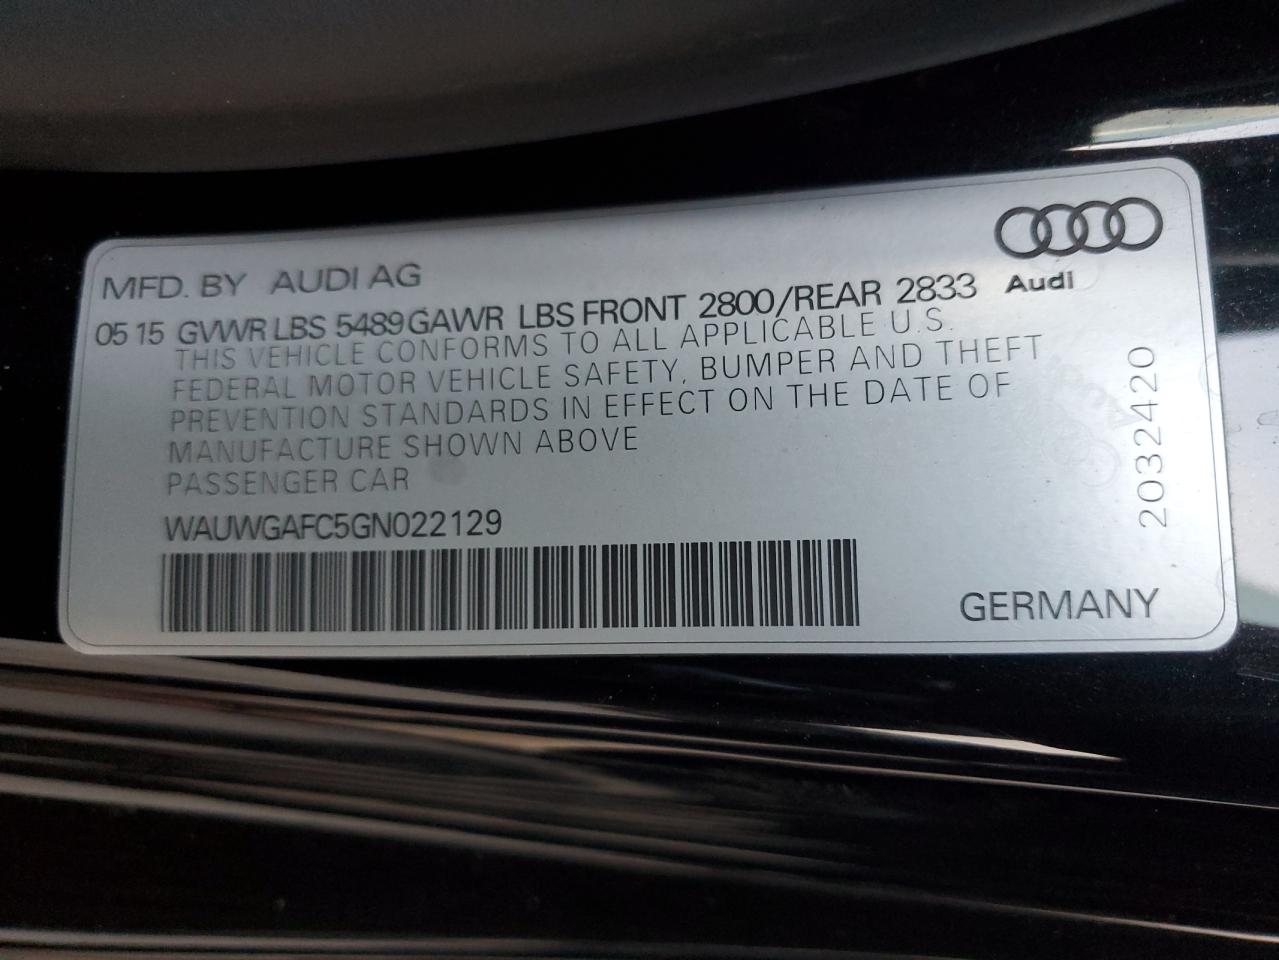 MFD. BY AUDI AG
Audi
05 15 GVWR LBS 5489 GAWR LBS FRONT 2800/REAR 2833
THIS VEHICLE CONFORMS TO ALL APPLICABLE U.S.
FEDERAL MOTOR VEHICLE SAFETY, BUMPER AND THEFT
PREVENTION STANDARDS IN EFFECT ON THE DATE OF
MANUFACTURE SHOWN ABOVE
PASSENGER CAR
WAUWGAFC5GN022129
20324420
GERMANY